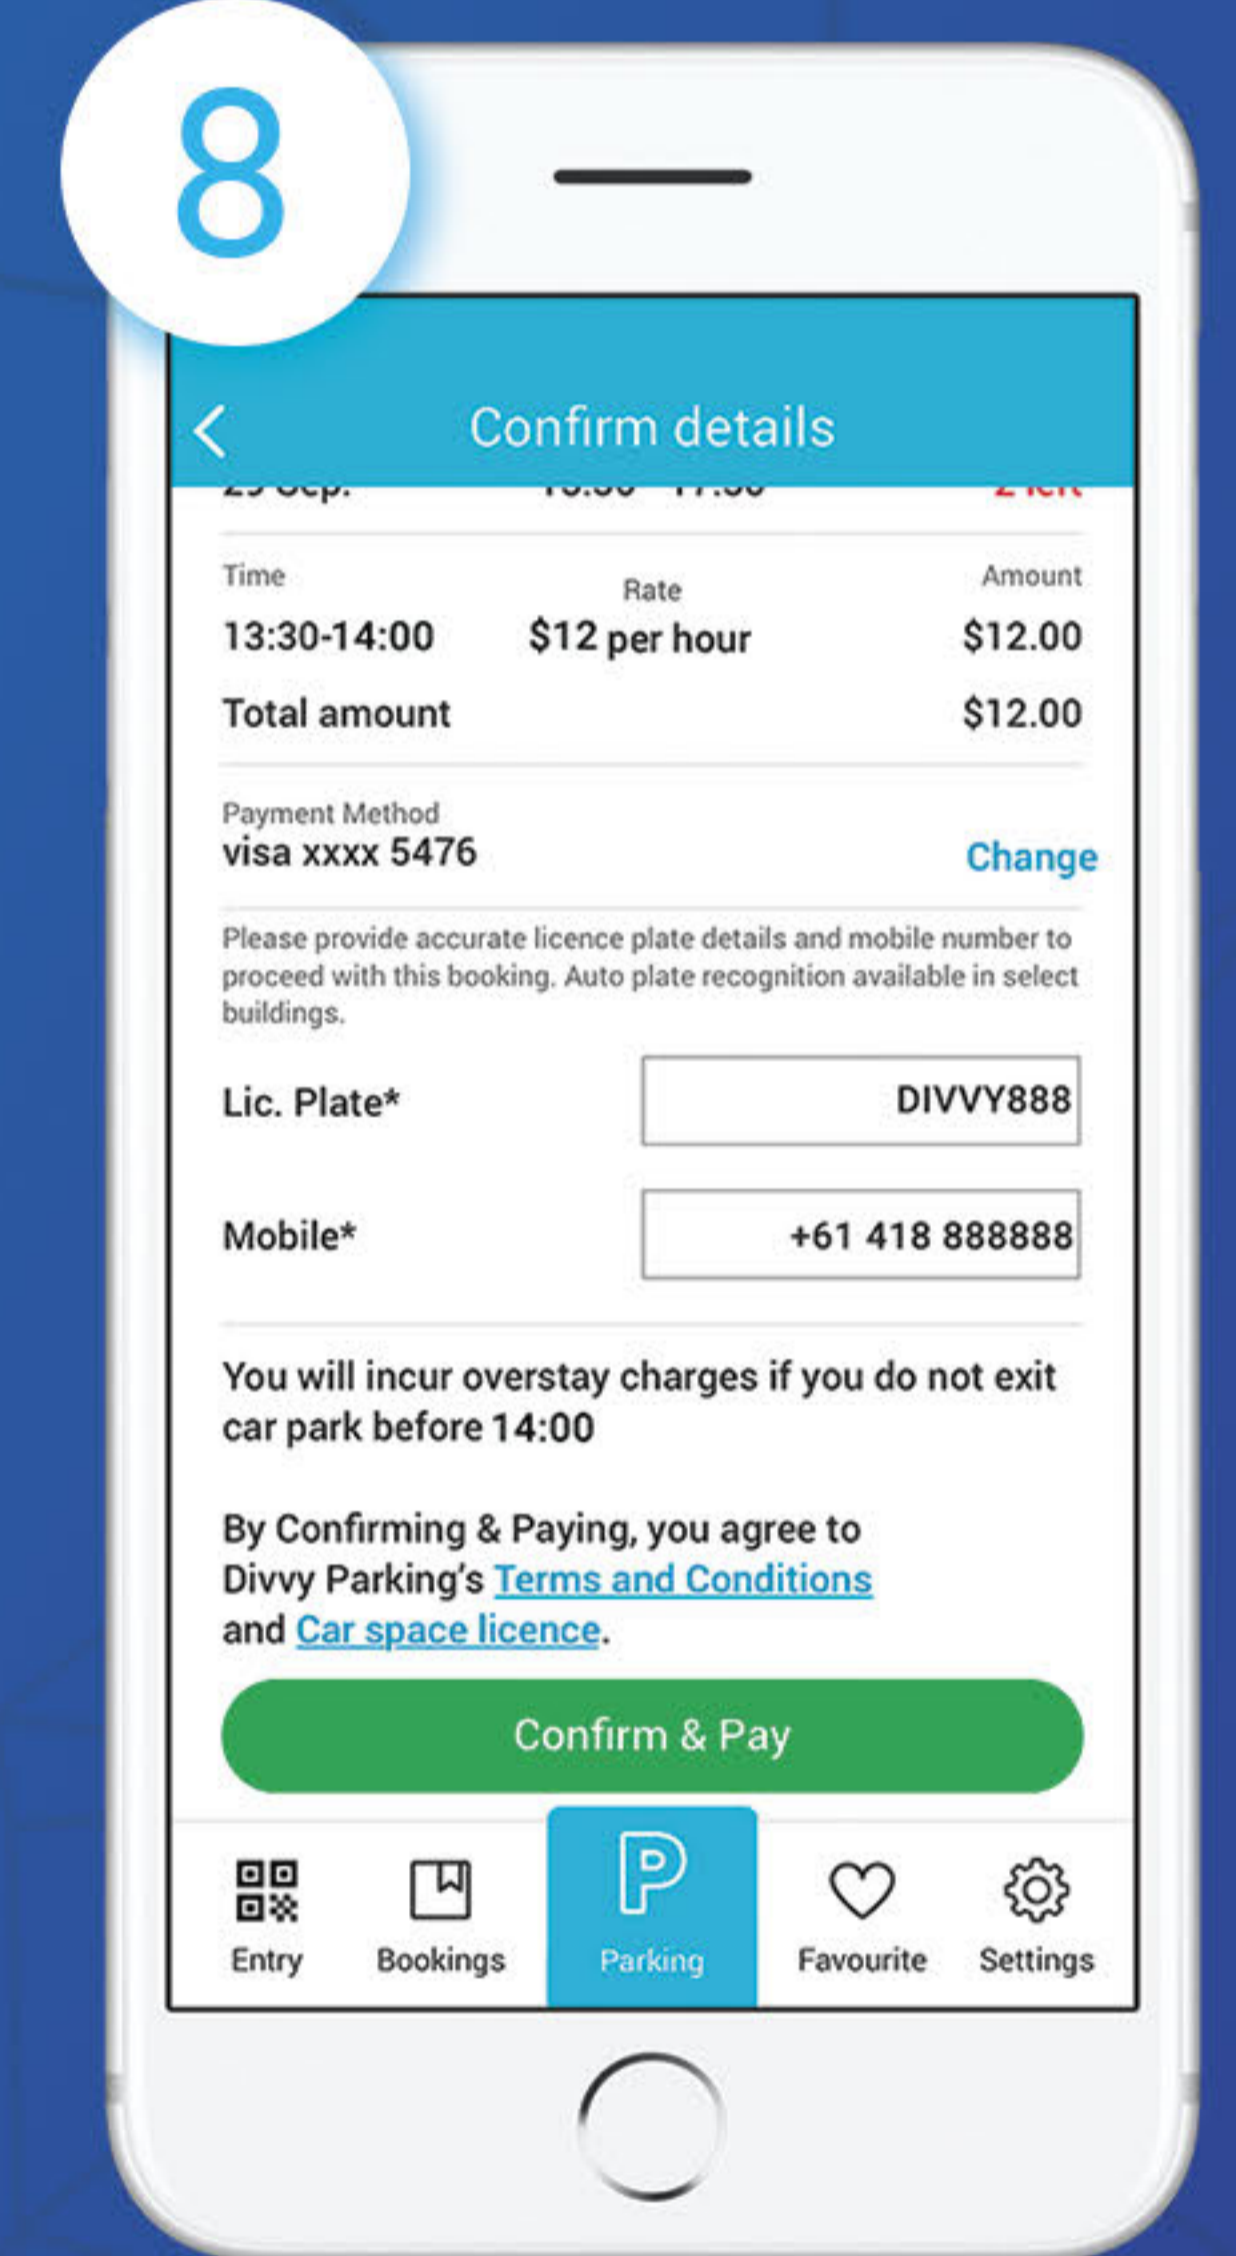 8
Confirm details
Time Rate Amount
13:30-14:00 $12 per hour $12.00
Total amount $12.00
Payment Method
visa xxxx 5476
Change
Please provide accurate licence plate details and mobile number to
proceed with this booking. Auto plate recognition available in select
buildings.
Lic. Plate* DIVVY888
Mobile* +61 418 888888
You will incur overstay charges if you do not exit
car park before 14:00
By Confirming & Paying, you agree to
Divvy Parking's Terms and Conditions
and Car space licence.
Confirm & Pay
P
Entry Bookings Parking Favourite Settings